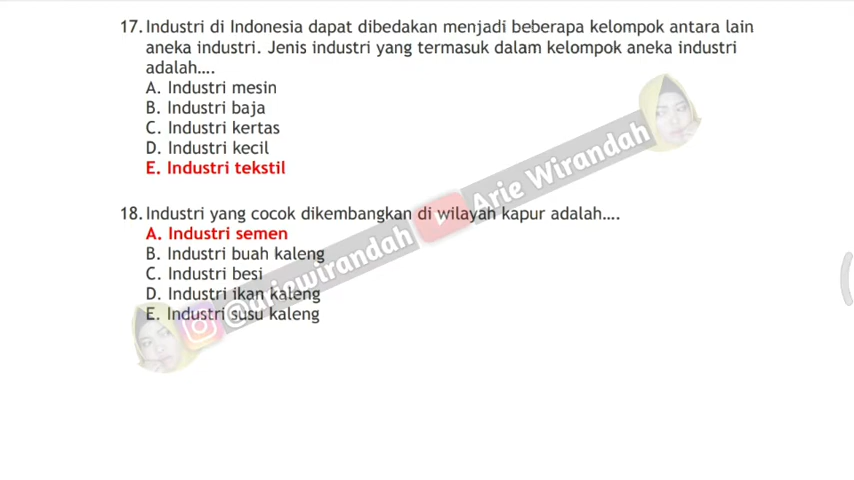 17. Industri di Indonesia dapat dibedakan menjadi beberapa kelompok antara lain
aneka industri. Jenis industri yang termasuk dalam kelompok aneka industri
adalah....
A. Industri mesin
B. Industri baja
C. Industri kertas
D. Industri kecil
E. Industri tekstil
Arie Wirandah
18. Industri yang cocok dikembangkan di wilayah kapur adalah....
A. Industri semen
B. Industri buah kaleng
C. Industri besi
D. Industri ikan kaleng
E. Industri susu kaleng
@ariewirandah